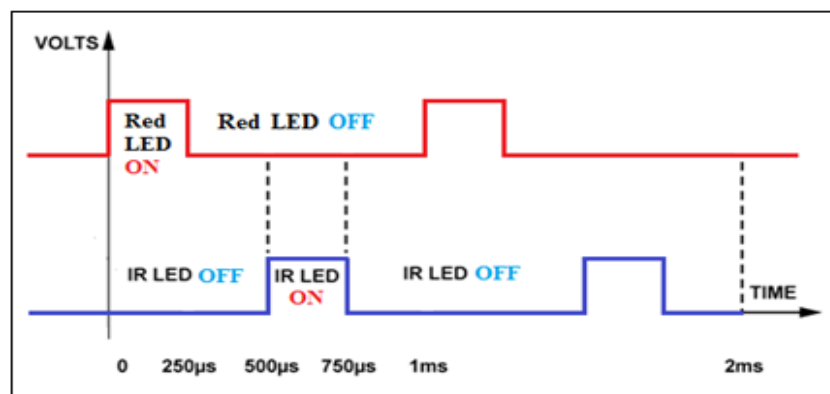 VOLTS
Red
LED
ON
Red LED OFF
IR LED OFF
IR LED
ON
IR LED OFF
TIME
0 250µs 500µs 750µs 1ms 2ms